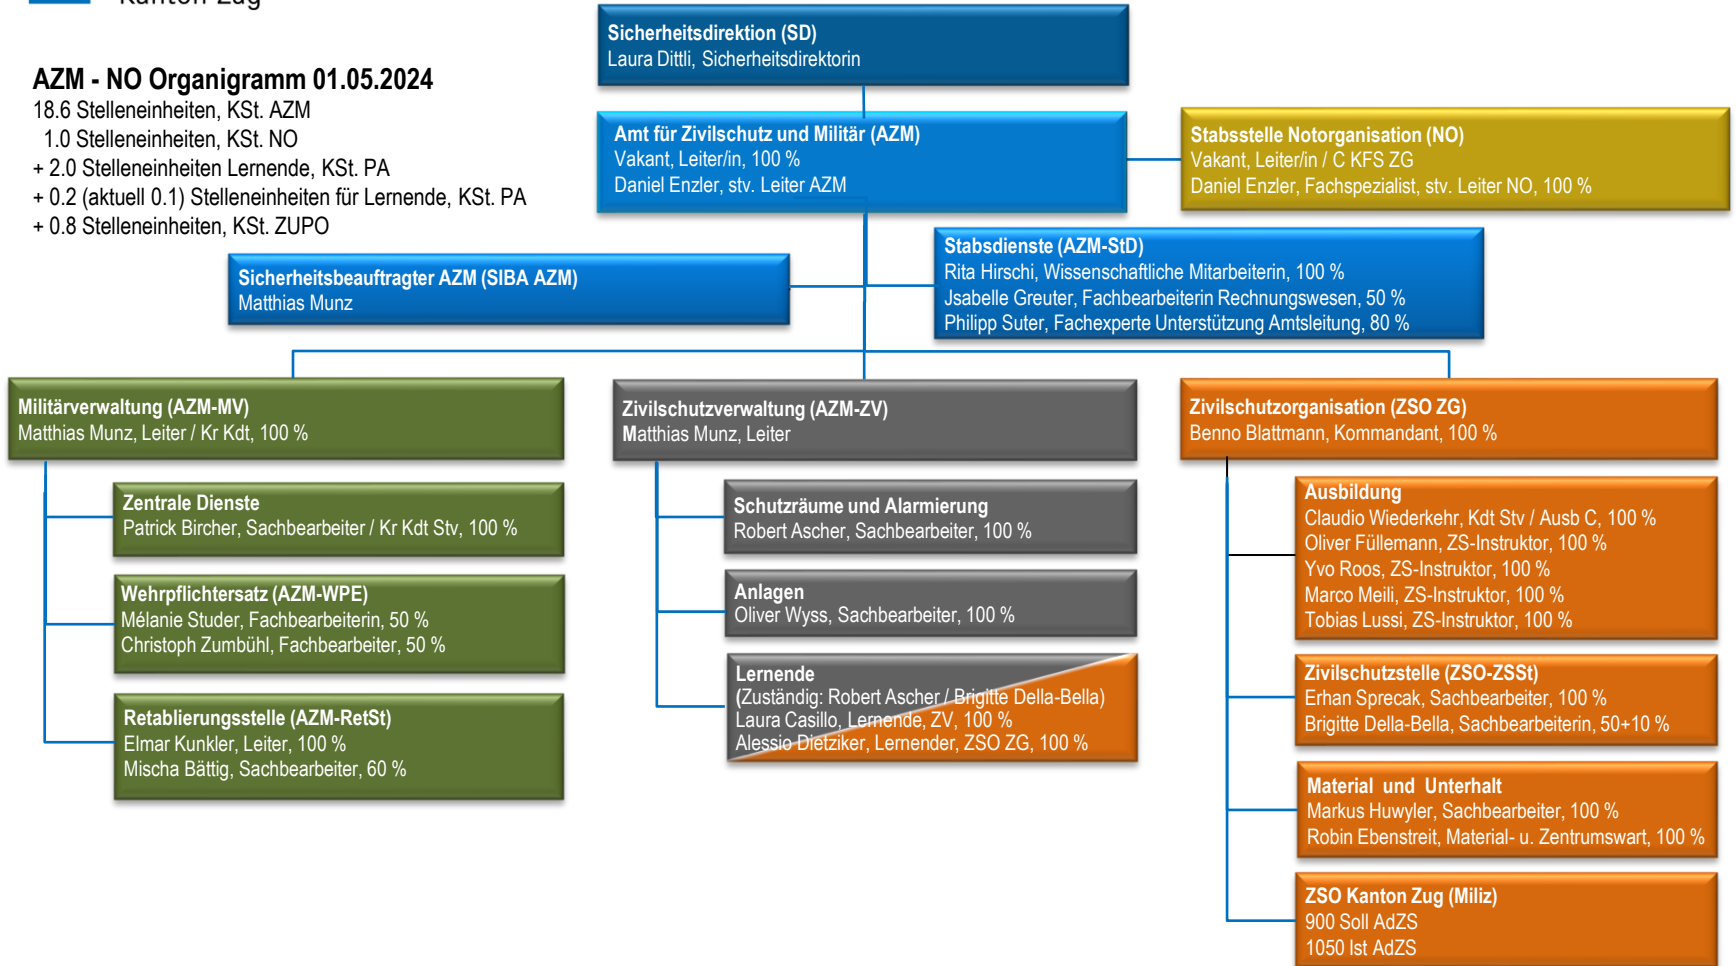 Kanton Zug
AZM - NO Organigramm 01.05.2024
18.6 Stelleneinheiten, KSt. AZM
1.0 Stelleneinheiten, KSt. NO
+ 2.0 Stelleneinheiten Lernende, KSt. PA
+ 0.2 (aktuell 0.1) Stelleneinheiten für Lernende, KSt. PA
+ 0.8 Stelleneinheiten, KSt. ZUPO
Sicherheitsdirektion (SD)
Laura Dittli, Sicherheitsdirektorin
Amt für Zivilschutz und Militär (AZM)
Vakant, Leiter/in, 100 %
Daniel Enzler, stv. Leiter AZM
Stabsstelle Notorganisation (NO)
Vakant, Leiter/in / C KFS ZG
Daniel Enzler, Fachspezialist, stv. Leiter NO, 100 %
Sicherheitsbeauftragter AZM (SIBA AZM)
Matthias Munz
Stabsdienste (AZM-StD)
Rita Hirschi, Wissenschaftliche Mitarbeiterin, 100 %
Jsabelle Greuter, Fachbearbeiterin Rechnungswesen, 50 %
Philipp Suter, Fachexperte Unterstützung Amtsleitung, 80 %
Militärverwaltung (AZM-MV)
Matthias Munz, Leiter / Kr Kdt, 100 %
Zentrale Dienste
Patrick Bircher, Sachbearbeiter / Kr Kdt Stv, 100 %
Wehrpflichtersatz (AZM-WPE)
Mélanie Studer, Fachbearbeiterin, 50 %
Christoph Zumbühl, Fachbearbeiter, 50 %
Retablierungsstelle (AZM-RetSt)
Elmar Kunkler, Leiter, 100 %
Mischa Bättig, Sachbearbeiter, 60 %
Zivilschutzverwaltung (AZM-ZV)
Matthias Munz, Leiter
Schutzräume und Alarmierung
Robert Ascher, Sachbearbeiter, 100 %
Anlagen
Oliver Wyss, Sachbearbeiter, 100 %
Lernende
(Zuständig: Robert Ascher / Brigitte Della-Bella)
Laura Casillo, Lernende, ZV, 100 %
Alessio Dietziker, Lernender, ZSO ZG, 100 %
Zivilschutzorganisation (ZSO ZG)
Benno Blattmann, Kommandant, 100 %
Ausbildung
Claudio Wiederkehr, Kdt Stv / Ausb C, 100 %
Oliver Füllemann, ZS-Instruktor, 100 %
Yvo Roos, ZS-Instruktor, 100 %
Marco Meili, ZS-Instruktor, 100 %
Tobias Lussi, ZS-Instruktor, 100 %
Zivilschutzstelle (ZSO-ZSSt)
Erhan Sprecak, Sachbearbeiter, 100 %
Brigitte Della-Bella, Sachbearbeiterin, 50+10 %
Material und Unterhalt
Markus Huwyler, Sachbearbeiter, 100 %
Robin Ebenstreit, Material- u. Zentrumswart, 100 %
ZSO Kanton Zug (Miliz)
900 Soll AdZS
1050 Ist AdZS